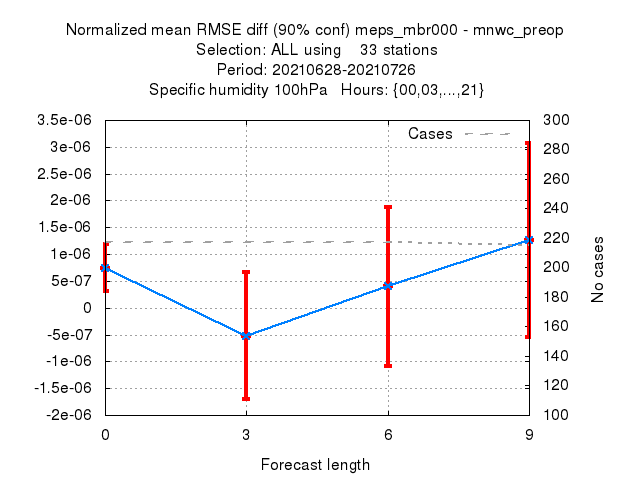 Normalized mean RMSE diff (90% conf) meps_mbr000 - mnwc_preop
Selection: ALL using    33 stations
Period: 20210628-20210726
Specific humidity 100hPa   Hours: {00,03,...,21}
Cases
3.5e-06
3e-06
2.5e-06
2e-06
1.5e-06
1e-06
5e-07
0
-5e-07
-1e-06
-1.5e-06
-2e-06
300
280
260
240
220
200
180
160
140
120
100
No cases
0 3 6 9
Forecast length